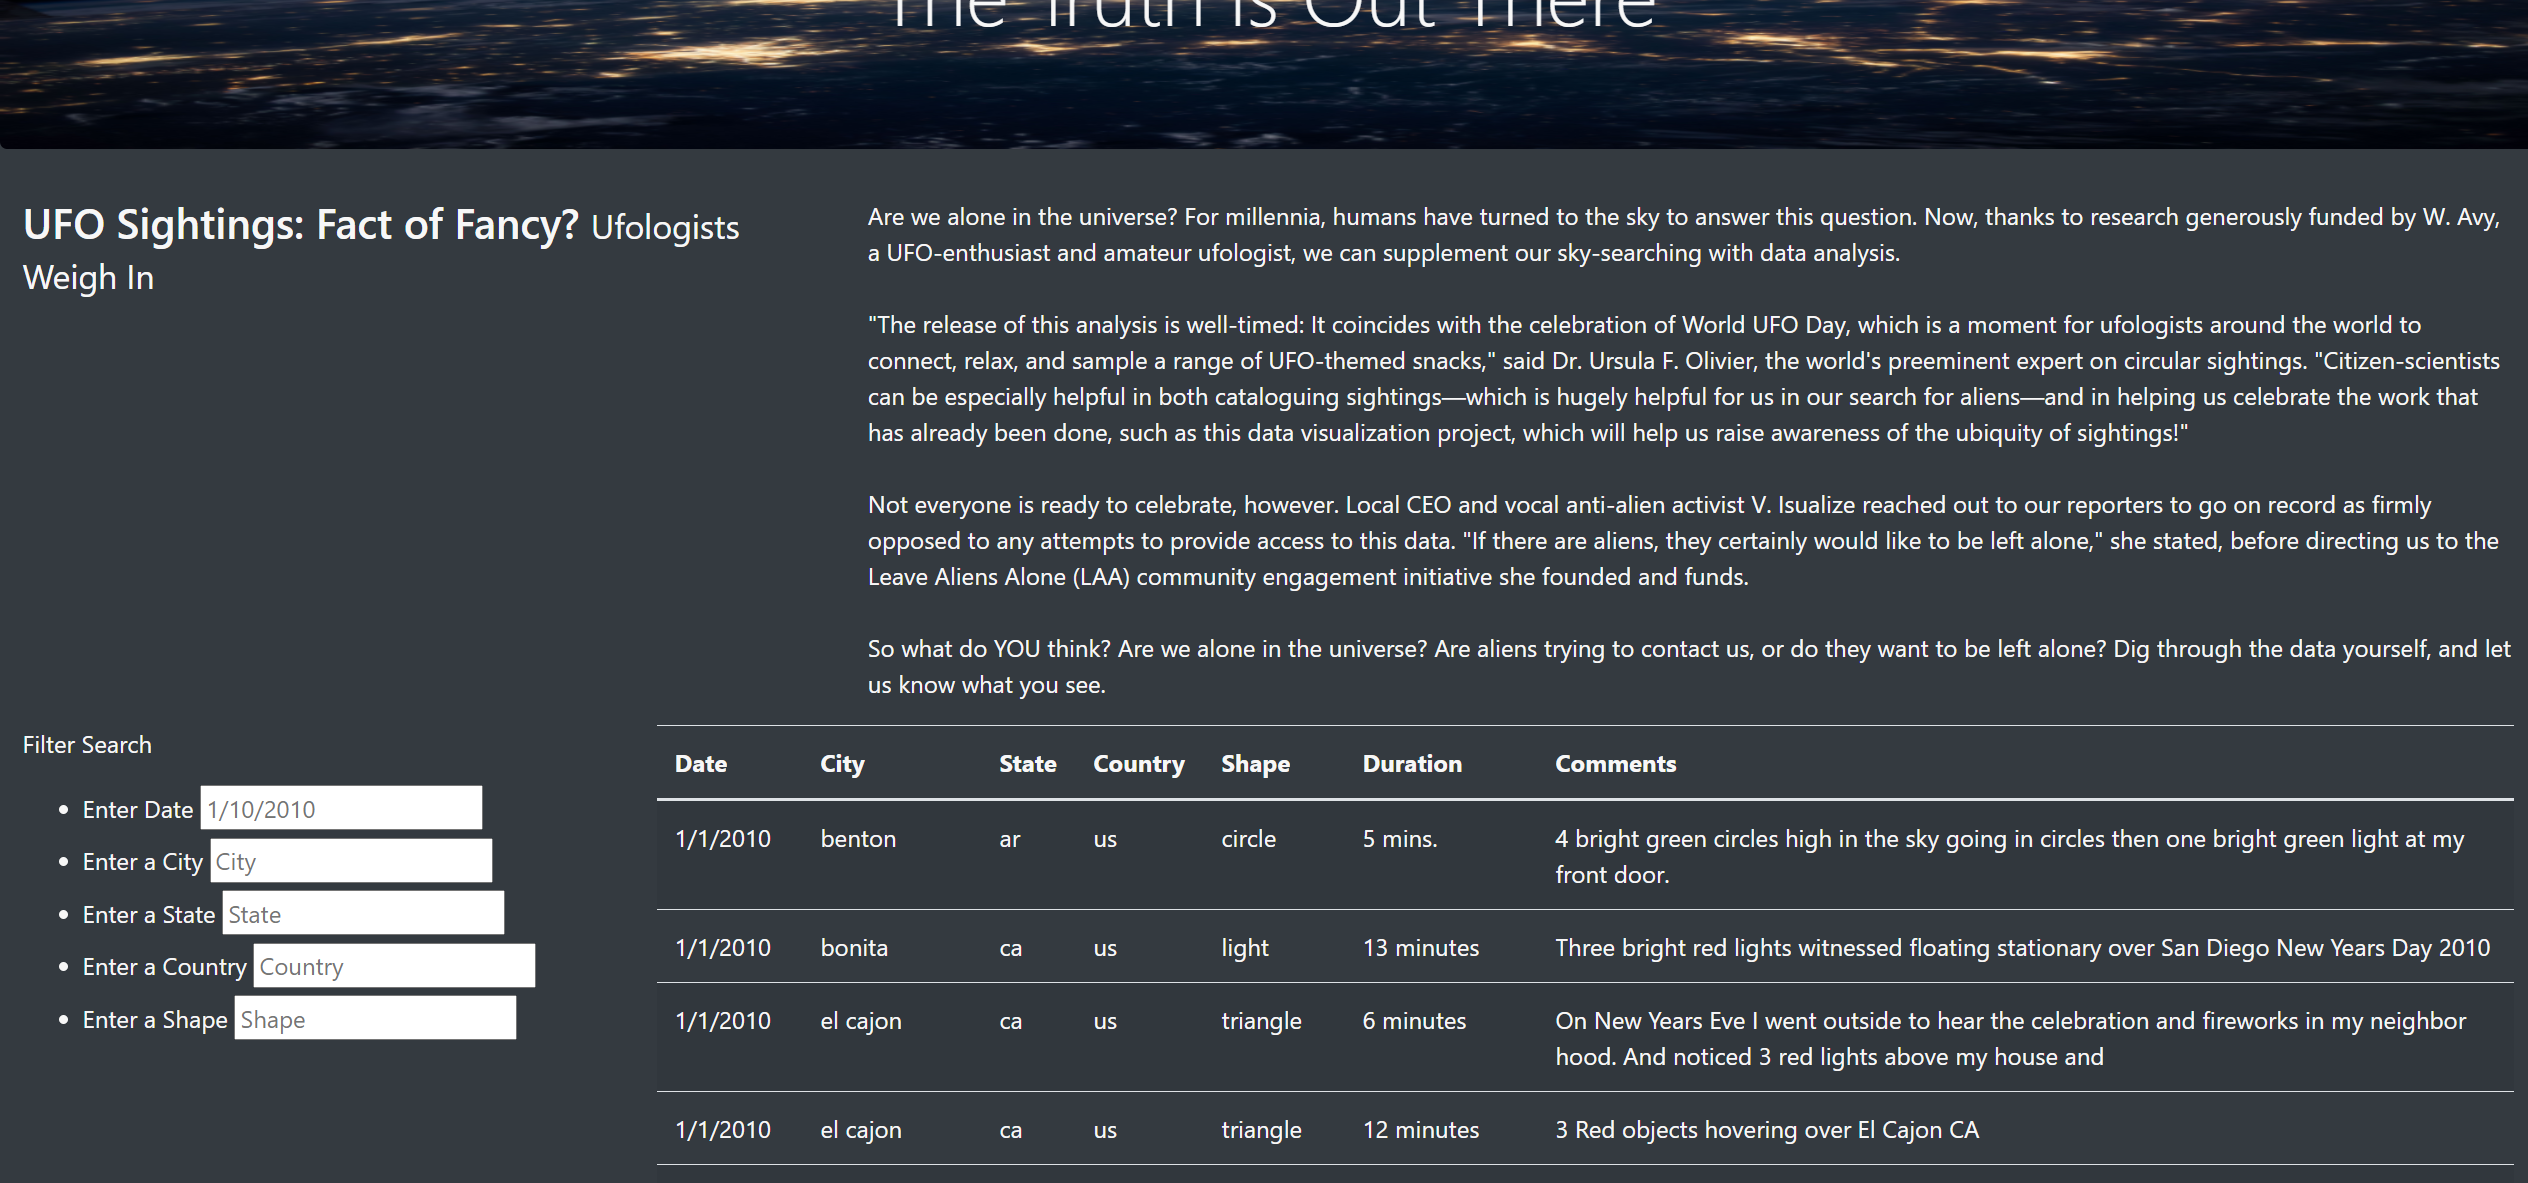 The Truth Is Out There
UFO Sightings: Fact of Fancy? Ufologists
Weigh In
Are we alone in the universe? For millennia, humans have turned to the sky to answer this question. Now, thanks to research generously funded by W. Avy,
a UFO-enthusiast and amateur ufologist, we can supplement our sky-searching with data analysis.
"The release of this analysis is well-timed: It coincides with the celebration of World UFO Day, which is a moment for ufologists around the world to
connect, relax, and sample a range of UFO-themed snacks," said Dr. Ursula F. Olivier, the world's preeminent expert on circular sightings. "Citizen-scientists
can be especially helpful in both cataloguing sightings—which is hugely helpful for us in our search for aliens—and in helping us celebrate the work that
has already been done, such as this data visualization project, which will help us raise awareness of the ubiquity of sightings!"
Not everyone is ready to celebrate, however. Local CEO and vocal anti-alien activist V. Isualize reached out to our reporters to go on record as firmly
opposed to any attempts to provide access to this data. "If there are aliens, they certainly would like to be left alone," she stated, before directing us to the
Leave Aliens Alone (LAA) community engagement initiative she founded and funds.
So what do YOU think? Are we alone in the universe? Are aliens trying to contact us, or do they want to be left alone? Dig through the data yourself, and let
us know what you see.
Filter Search
Enter Date 1/10/2010
Enter a City City
Enter a State State
Enter a Country Country
Enter a Shape Shape
Date City State Country Shape Duration Comments
1/1/2010 benton ar us circle 5 mins. 4 bright green circles high in the sky going in circles then one bright green light at my
front door.
1/1/2010 bonita ca us light 13 minutes Three bright red lights witnessed floating stationary over San Diego New Years Day 2010
1/1/2010 el cajon ca us triangle 6 minutes On New Years Eve I went outside to hear the celebration and fireworks in my neighbor
hood. And noticed 3 red lights above my house and
1/1/2010 el cajon ca us triangle 12 minutes 3 Red objects hovering over El Cajon CA